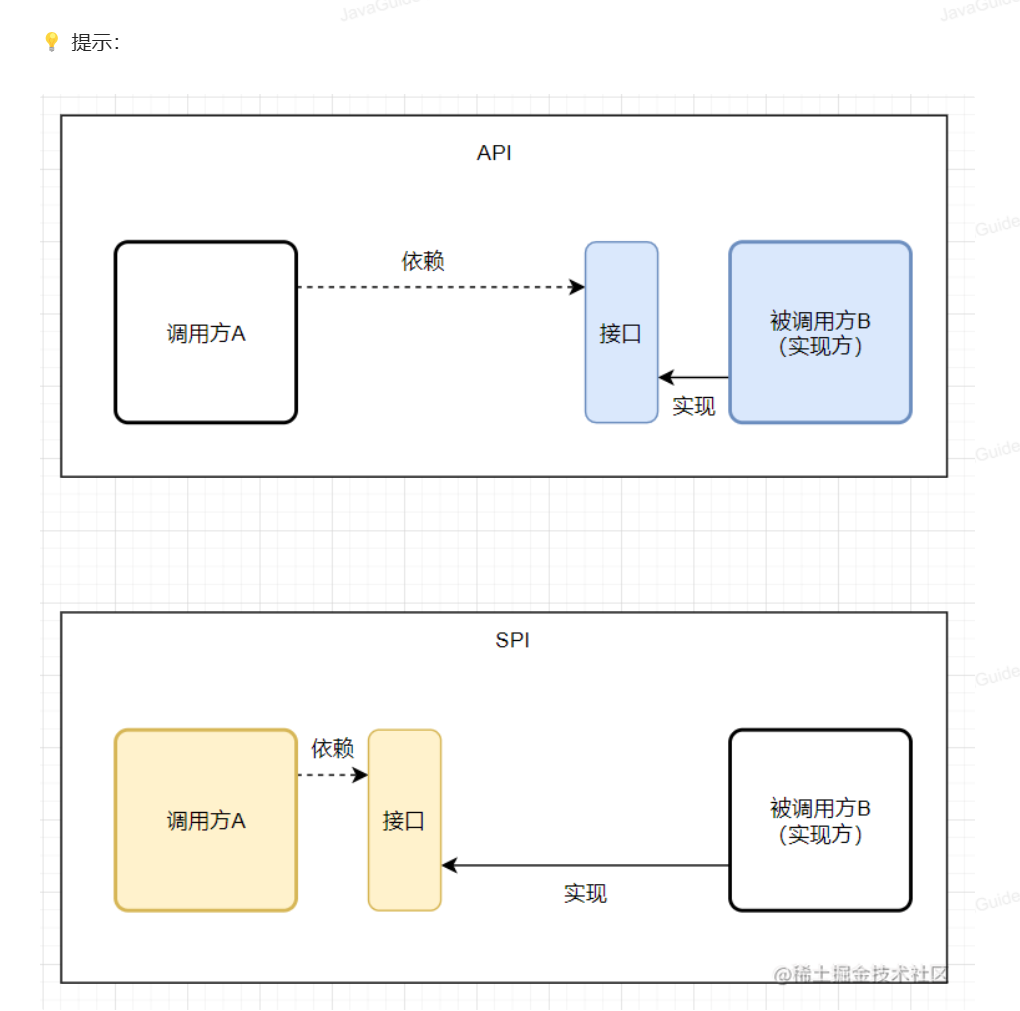 JavaGuide
JavaGuide
💡 提示：
API
依赖
Guide
调用方A
接口
被调用方B
（实现方）
实现
Guide
SPI
Guide
依赖
调用方A
接口
被调用方B
（实现方）
实现
Guide
@稀土掘金技术社区